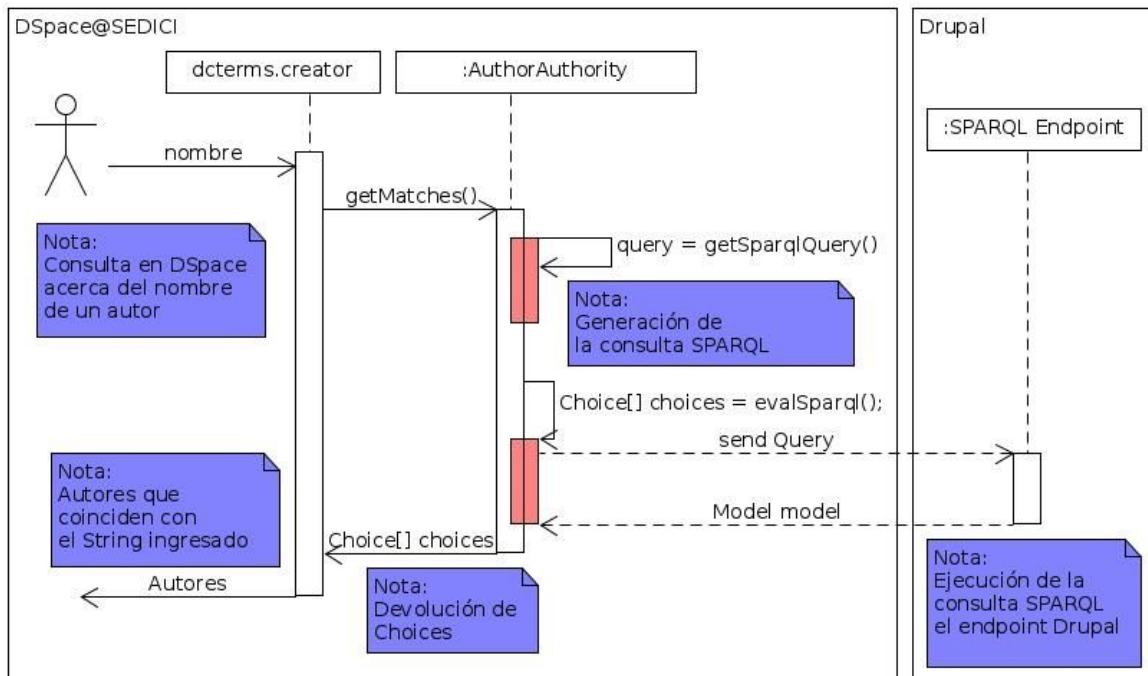 DSpace@SEDICI
Drupal
dcterms.creator
:AuthorAuthority
:SPARQL Endpoint
nombre
getMatches()
query = getSparqlQuery()
Nota:
Consulta en DSpace
acerca del nombre
de un autor
Nota:
Generación de
la consulta SPARQL
Choice[] choices = evalSparql();
send Query
Nota:
Autores que
coinciden con
el String ingresado
Model model
Choice[] choices
Autores
Nota:
Devolución de
Choices
Nota:
Ejecución de la
consulta SPARQL
el endpoint Drupal